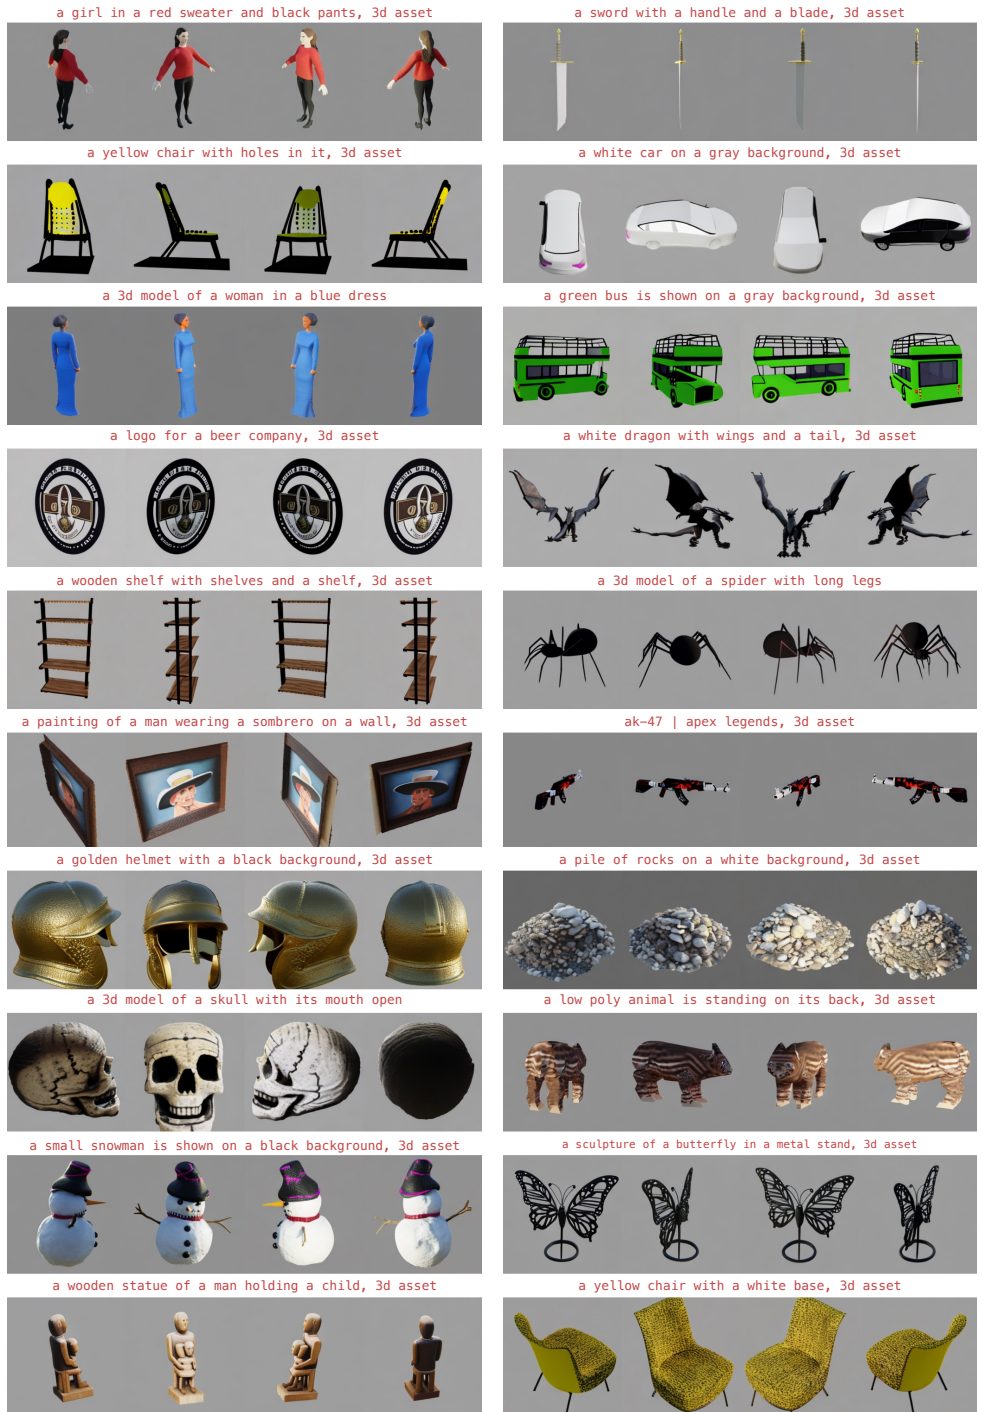 a girl in a red sweater and black pants, 3d asset
a sword with a handle and a blade, 3d asset
a yellow chair with holes in it, 3d asset
a white car on a gray background, 3d asset
a 3d model of a woman in a blue dress
a green bus is shown on a gray background, 3d asset
a logo for a beer company, 3d asset
a white dragon with wings and a tail, 3d asset
a wooden shelf with shelves and a shelf, 3d asset
a 3d model of a spider with long legs
a painting of a man wearing a sombrero on a wall, 3d asset
ak-47 | apex legends, 3d asset
a golden helmet with a black background, 3d asset
a pile of rocks on a white background, 3d asset
a 3d model of a skull with its mouth open
a low poly animal is standing on its back, 3d asset
a small snowman is shown on a black background, 3d asset
a sculpture of a butterfly in a metal stand, 3d asset
a wooden statue of a man holding a child, 3d asset
a yellow chair with a white base, 3d asset